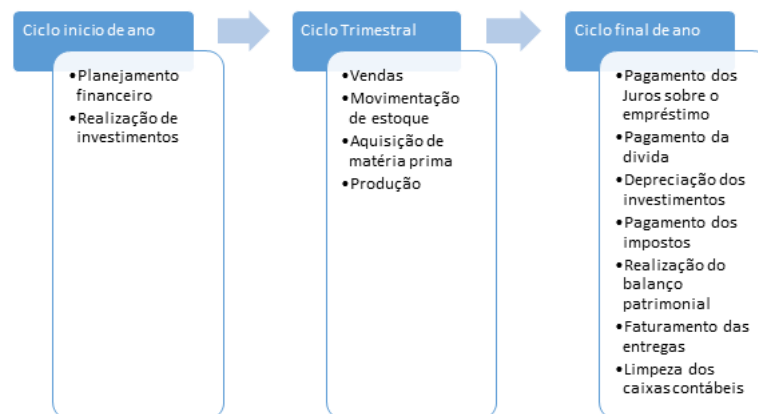 Ciclo inicio de ano
•Planejamento
financeiro
•Realização de
investimentos
Ciclo Trimestral
•Vendas
•Movimentação
de estoque
•Aquisição de
matéria prima
•Produção
Ciclo final de ano
•Pagamento dos
Juros sobre o
empréstimo
•Pagamento da
divida
•Depreciação dos
investimentos
•Pagamento dos
impostos
•Realização do
balanço
patrimonial
•Faturamento das
entregas
•Limpeza dos
caixas contábeis